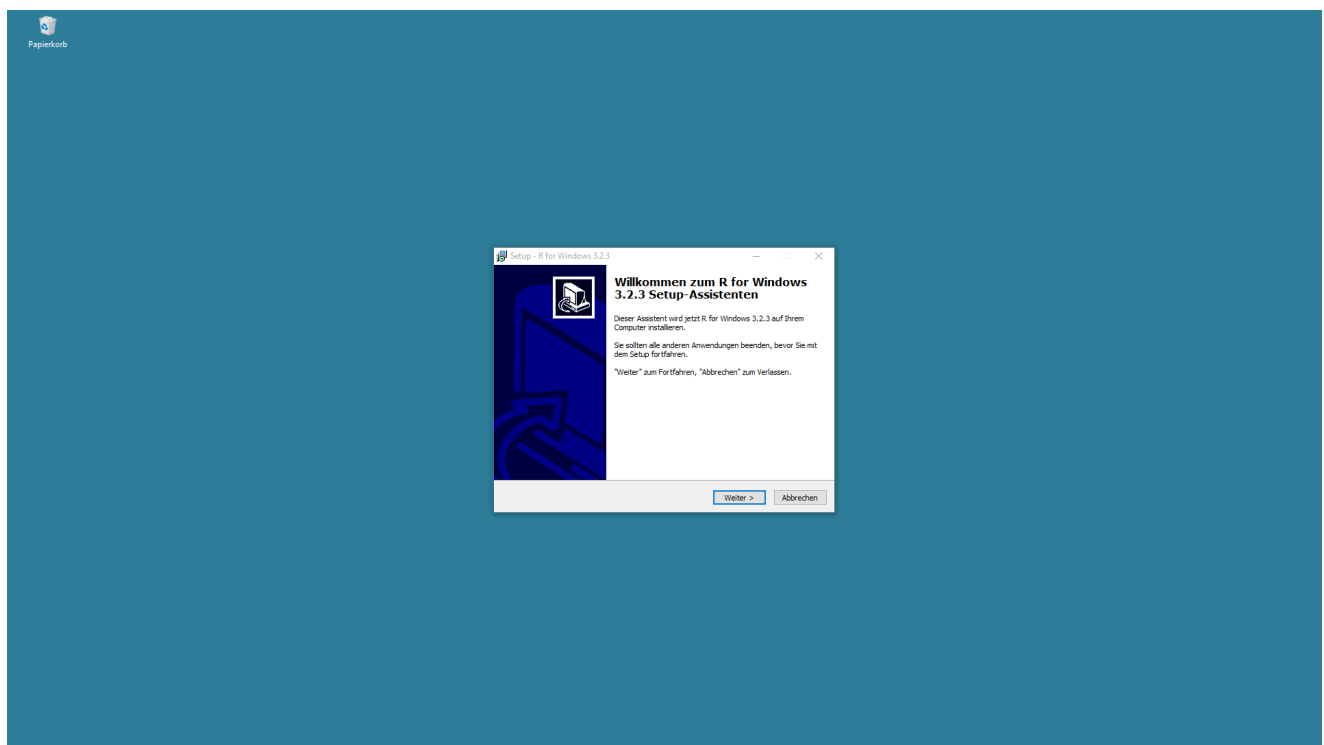 Papierkorb
Setup - R for Windows 3.2.3
Willkommen zum R for Windows
3.2.3 Setup-Assistenten
Dieser Assistent wird jetzt R for Windows 3.2.3 auf Ihrem
Computer installieren.
Sie sollten alle anderen Anwendungen beenden, bevor Sie mit
dem Setup fortfahren.
"Weiter" zum Fortfahren, "Abbrechen" zum Verlassen.
Weiter >
Abbrechen